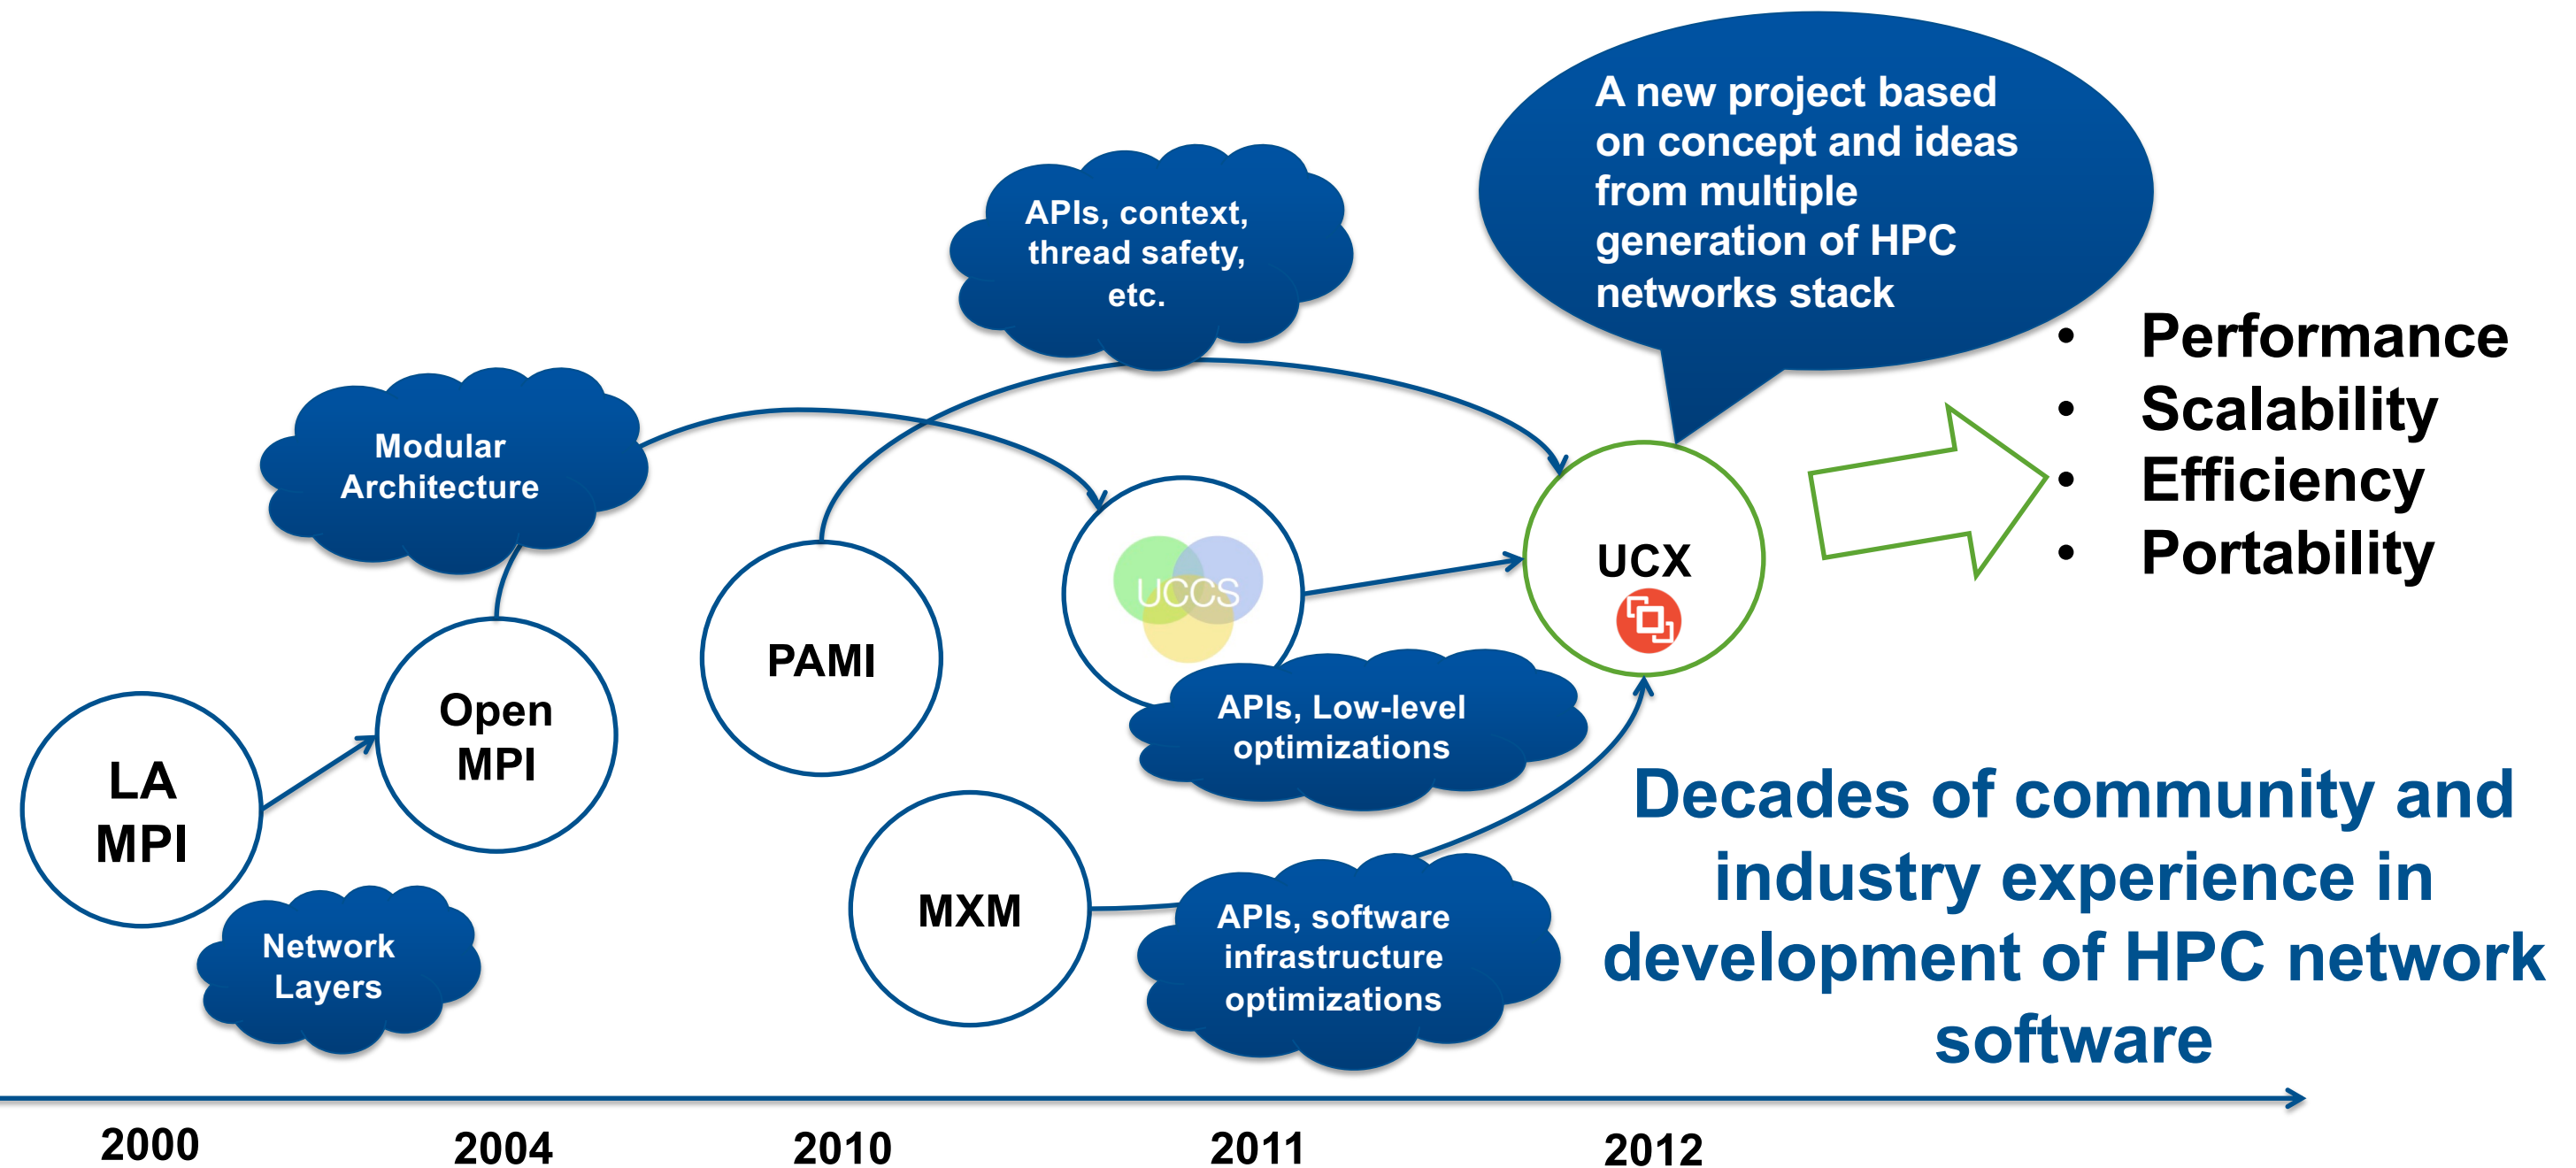 A new project based
on concept and ideas
from multiple
generation of HPC
networks stack
APIs, context,
thread safety,
etc.
• Performance
• Scalability
• Efficiency
• Portability
Modular
Architecture
UCCS
UCX
PAMI
Open
MPI
LA
MPI
APIs, Low-level
optimizations
MXM
APIs, software
infrastructure
optimizations
Network
Layers
Decades of community and
industry experience in
development of HPC network
software
2000
2004
2010
2011
2012